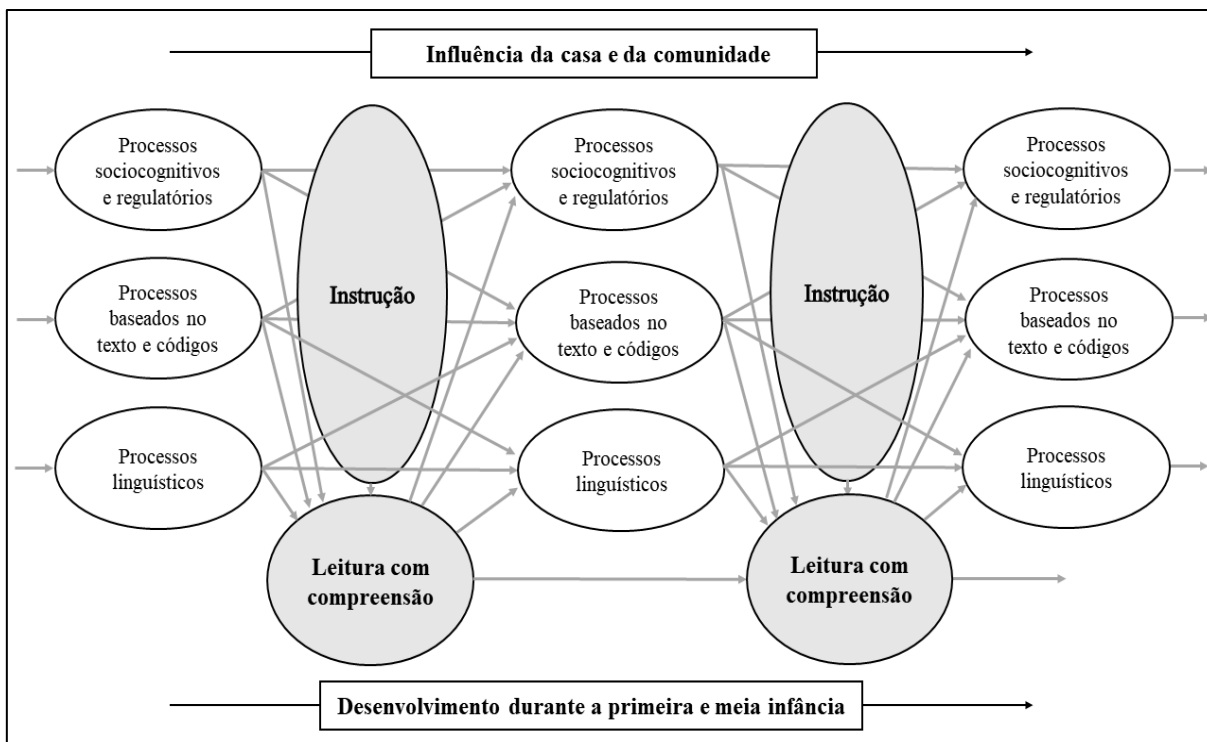 Influência da casa e da comunidade
Processos
sociocognitivos
e regulatórios
Processos
sociocognitivos
e regulatórios
Processos
sociocognitivos
e regulatórios
Instrução
Instrução
Processos
baseados no
texto e códigos
Processos
baseados no
texto e códigos
Processos
baseados no
texto e códigos
Processos
linguísticos
Processos
linguísticos
Processos
linguísticos
Leitura com
compreensão
Leitura com
compreensão
Desenvolvimento durante a primeira e meia infância